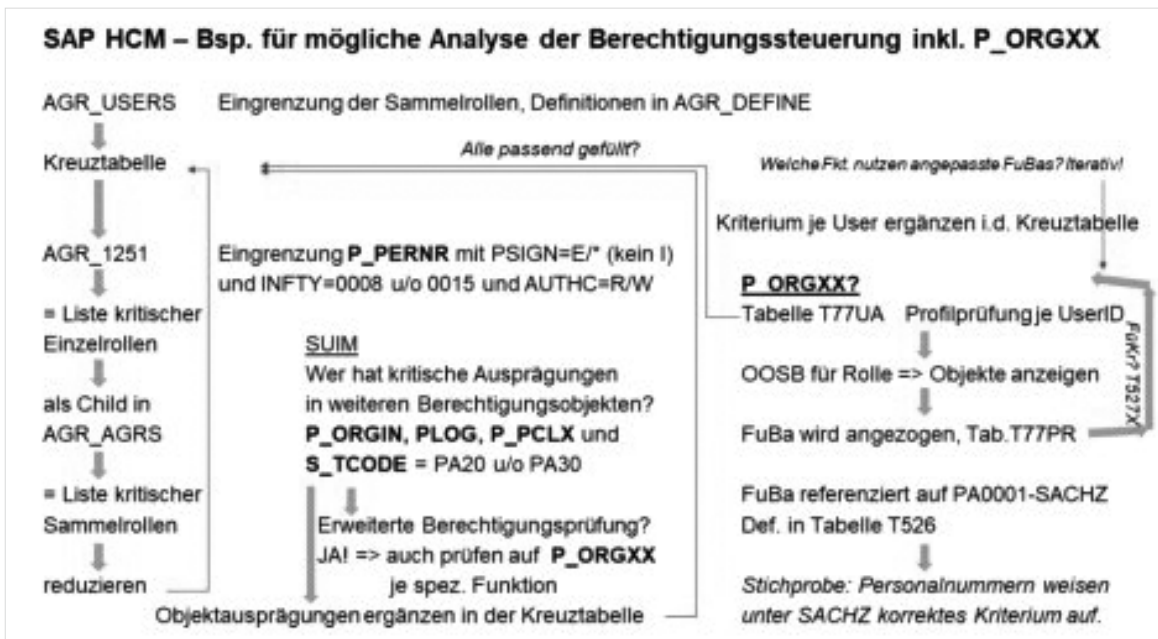 SAP HCM – Bsp. für mögliche Analyse der Berechtigungssteuerung inkl. P_ORGXX
AGR_USERS Eingrenzung der Sammelrollen, Definitionen in AGR_DEFINE
Kreuztabelle
Alle passend gefüllt?
AGR_1251
Eingrenzung P_PERNR mit PSIGN=E/* (kein I)
und INFTY=0008 u/o 0015 und AUTHC=R/W
= Liste kritischer
Einzelrollen
als Child in
AGR_AGRS
= Liste kritischer
Sammelrollen
reduzieren
SUIM
Wer hat kritische Ausprägungen
in weiteren Berechtigungsobjekten?
P_ORGIN, PLOG, P_PCLX und
S_TCODE = PA20 u/o PA30
Erweiterte Berechtigungsprüfung?
JA! => auch prüfen auf P_ORGXX
je spez. Funktion
Objektausprägungen ergänzen in der Kreuztabelle
Welche Fkt. nutzen angepasste FuBas? Iterativ!
Kriterium je User ergänzen i.d. Kreuztabelle
P_ORGXX?
Tabelle T77UA Profilprüfung je UserID
OOSB für Rolle => Objekte anzeigen
FuBa wird angezogen, Tab.T77PR
FuKr? T527X
FuBa referenziert auf PA0001-SACHZ
Def. in Tabelle T526
Stichprobe: Personalnummern weisen
unter SACHZ korrektes Kriterium auf.